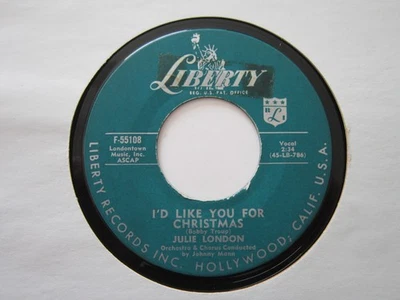 LIBERTY
REG. U.S. PAT. OFFICE
F-55108
Londontown
Music, Inc.
ASCAP
L
Vocal
2:34
(45-LB-786)
I'D LIKE YOU FOR
CHRISTMAS
(Bobby Troup)
JULIE LONDON
Orchestra & Chorus Conducted
by Johnny Mann
LIBERTY RECORDS INC. HOLLYWOOD, CALIF. U.S.A.